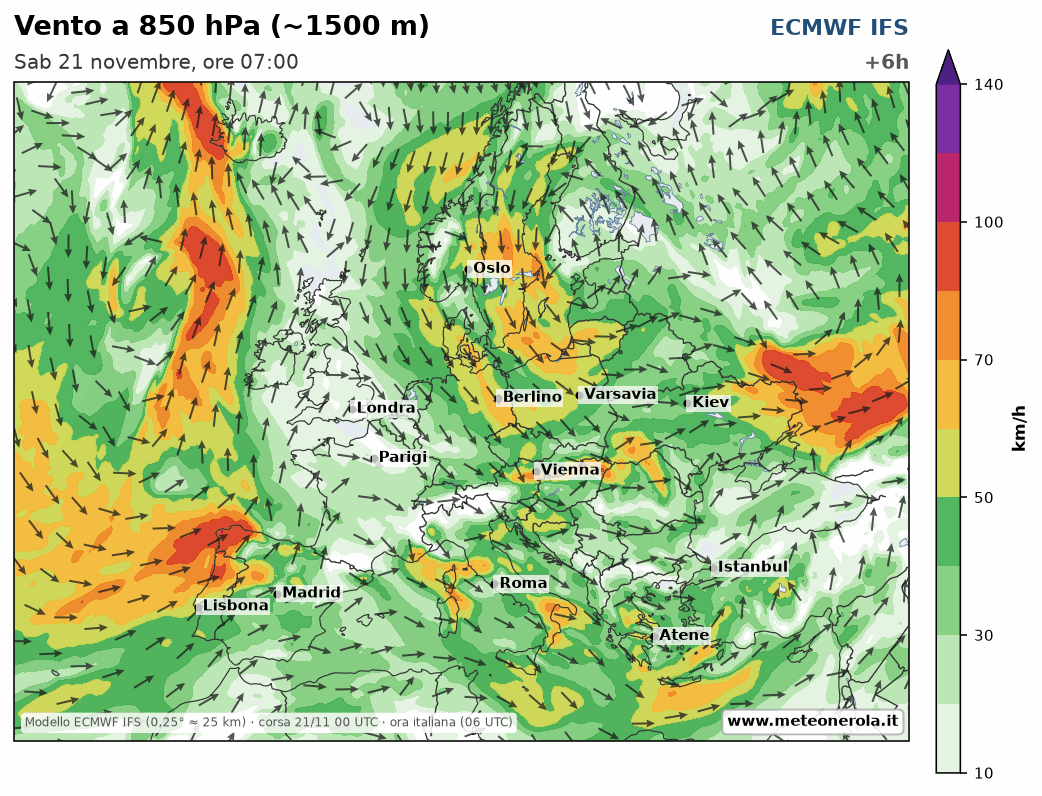 Vento a 850 hPa (~1500 m)
ECMWF IFS
Sab 21 novembre, ore 07:00
+6h
140
100
70
50
30
10
km/h
Oslo
Berlino
Varsavia
Kiev
Londra
Parigi
Vienna
Istanbul
Roma
Madrid
Lisbona
Atene
Modello ECMWF IFS (0,25° ≈ 25 km) · corsa 21/11 00 UTC · ora italiana (06 UTC)
www.meteonerola.it